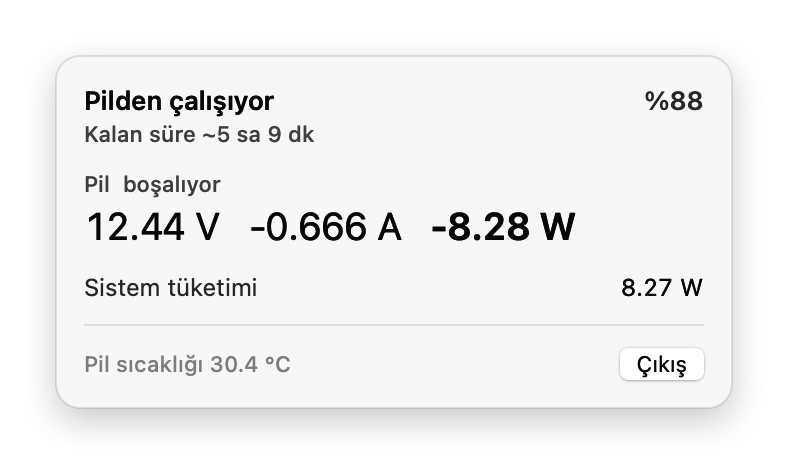 Pilden çalışıyor %88
Kalan süre ~5 sa 9 dk
Pil boşalıyor
12.44 V -0.666 A -8.28 W
Sistem tüketimi 8.27 W
Pil sıcaklığı 30.4 °C Çıkış